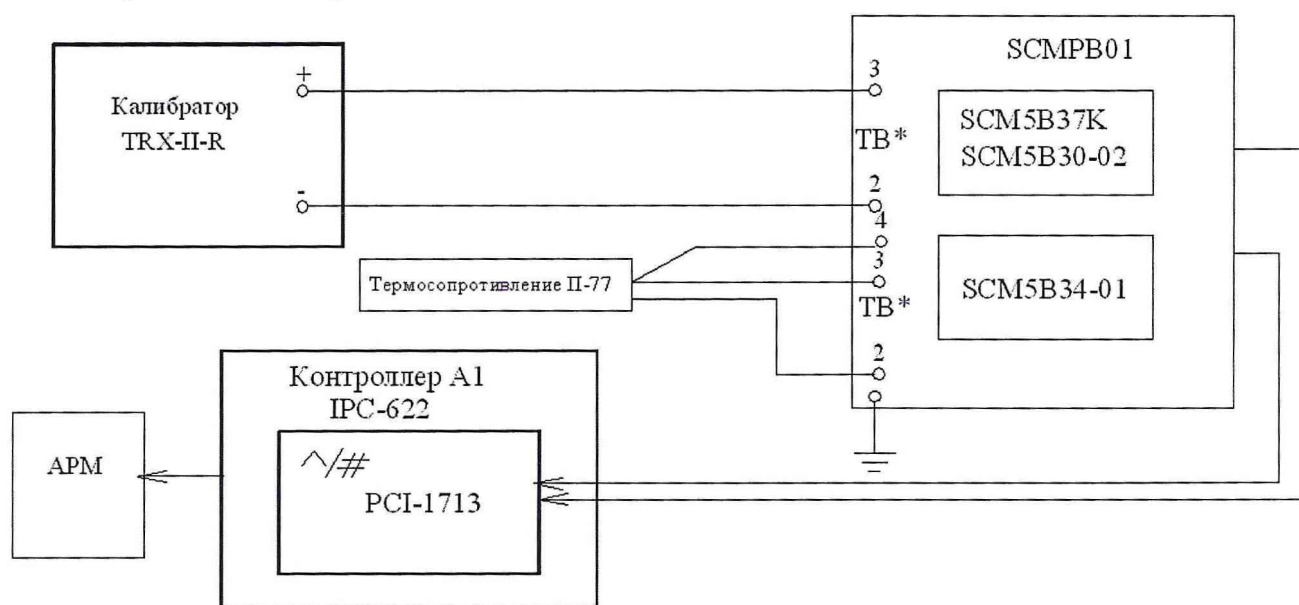 Калибратор
TRX-II-R
+
-
SCMPB01
3
TB*
2
SCM5B37K
SCM5B30-02
4
3
TB*
2
SCM5B34-01
Термосопротивление П-77
Контроллер А1
IPC-622
^/#
PCI-1713
АРМ